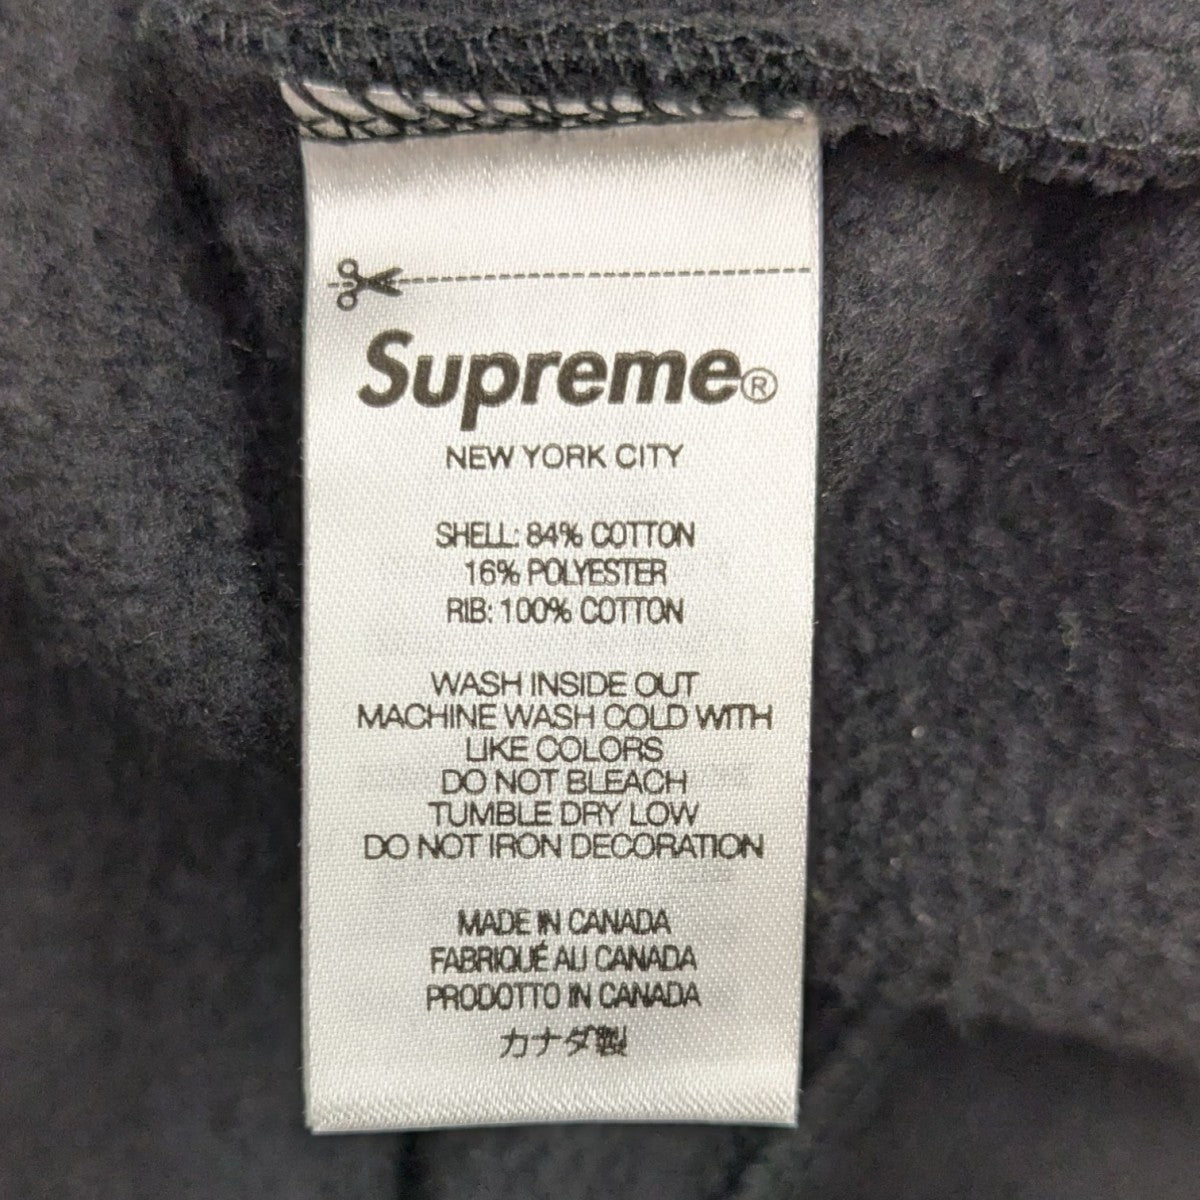 Supreme®
NEW YORK CITY
SHELL: 84% COTTON
16% POLYESTER
RIB: 100% COTTON
WASH INSIDE OUT
MACHINE WASH COLD WITH
LIKE COLORS
DO NOT BLEACH
TUMBLE DRY LOW
DO NOT IRON DECORATION
MADE IN CANADA
FABRIQUÉ AU CANADA
PRODOTTO IN CANADA
カナダ製